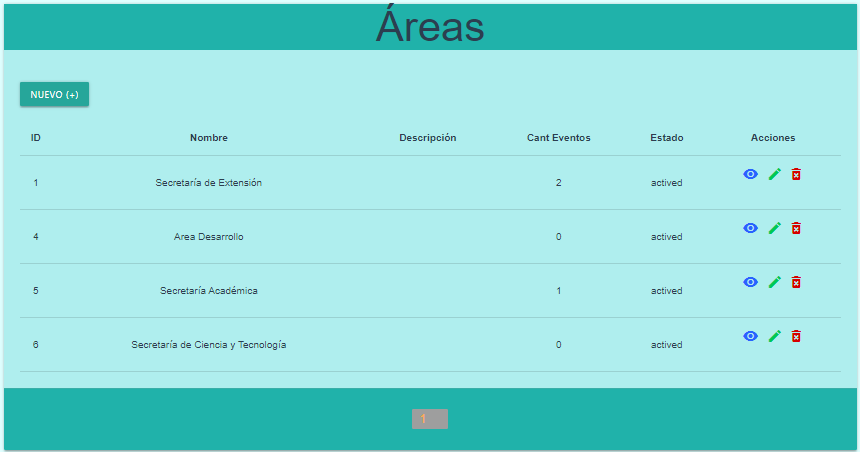 Áreas
NUEVO (+)
ID Nombre Descripción Cant Eventos Estado Acciones
1 Secretaría de Extensión 2 actived
4 Area Desarrollo 0 actived
5 Secretaría Académica 1 actived
6 Secretaría de Ciencia y Tecnología 0 actived
1